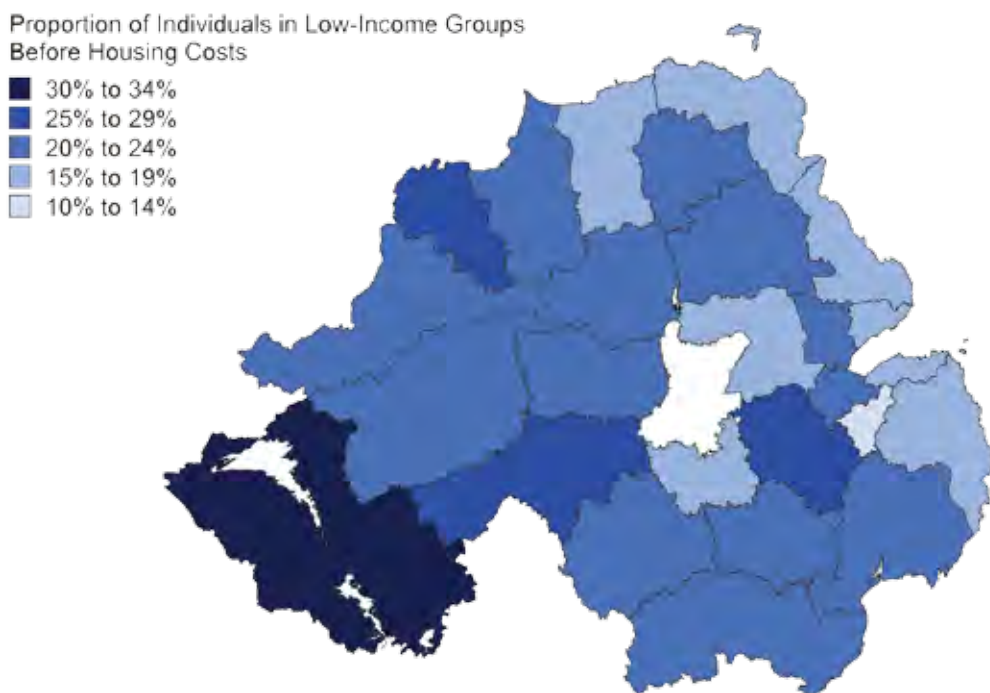 Proportion of Individuals in Low-Income Groups
Before Housing Costs
30% to 34%
25% to 29%
20% to 24%
15% to 19%
10% to 14%